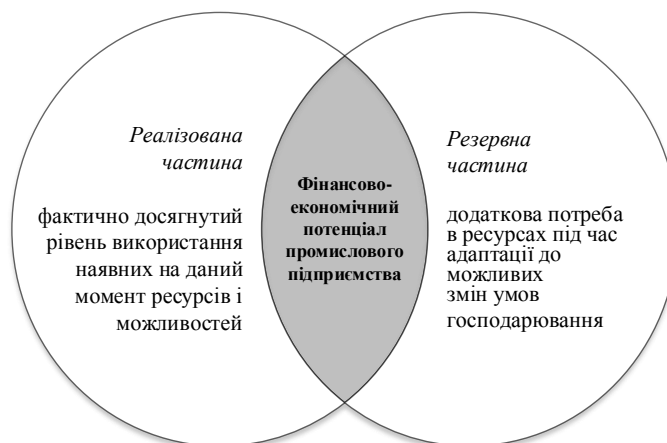 Реалізована
частина
фактично досягнутий
рівень використання
наявних на даний
момент ресурсів і
можливостей
Фінансово-
економічний
потенціал
промислового
підприємства
Резервна
частина
додаткова потреба
в ресурсах під час
адаптації до
можливих
змін умов
господарювання